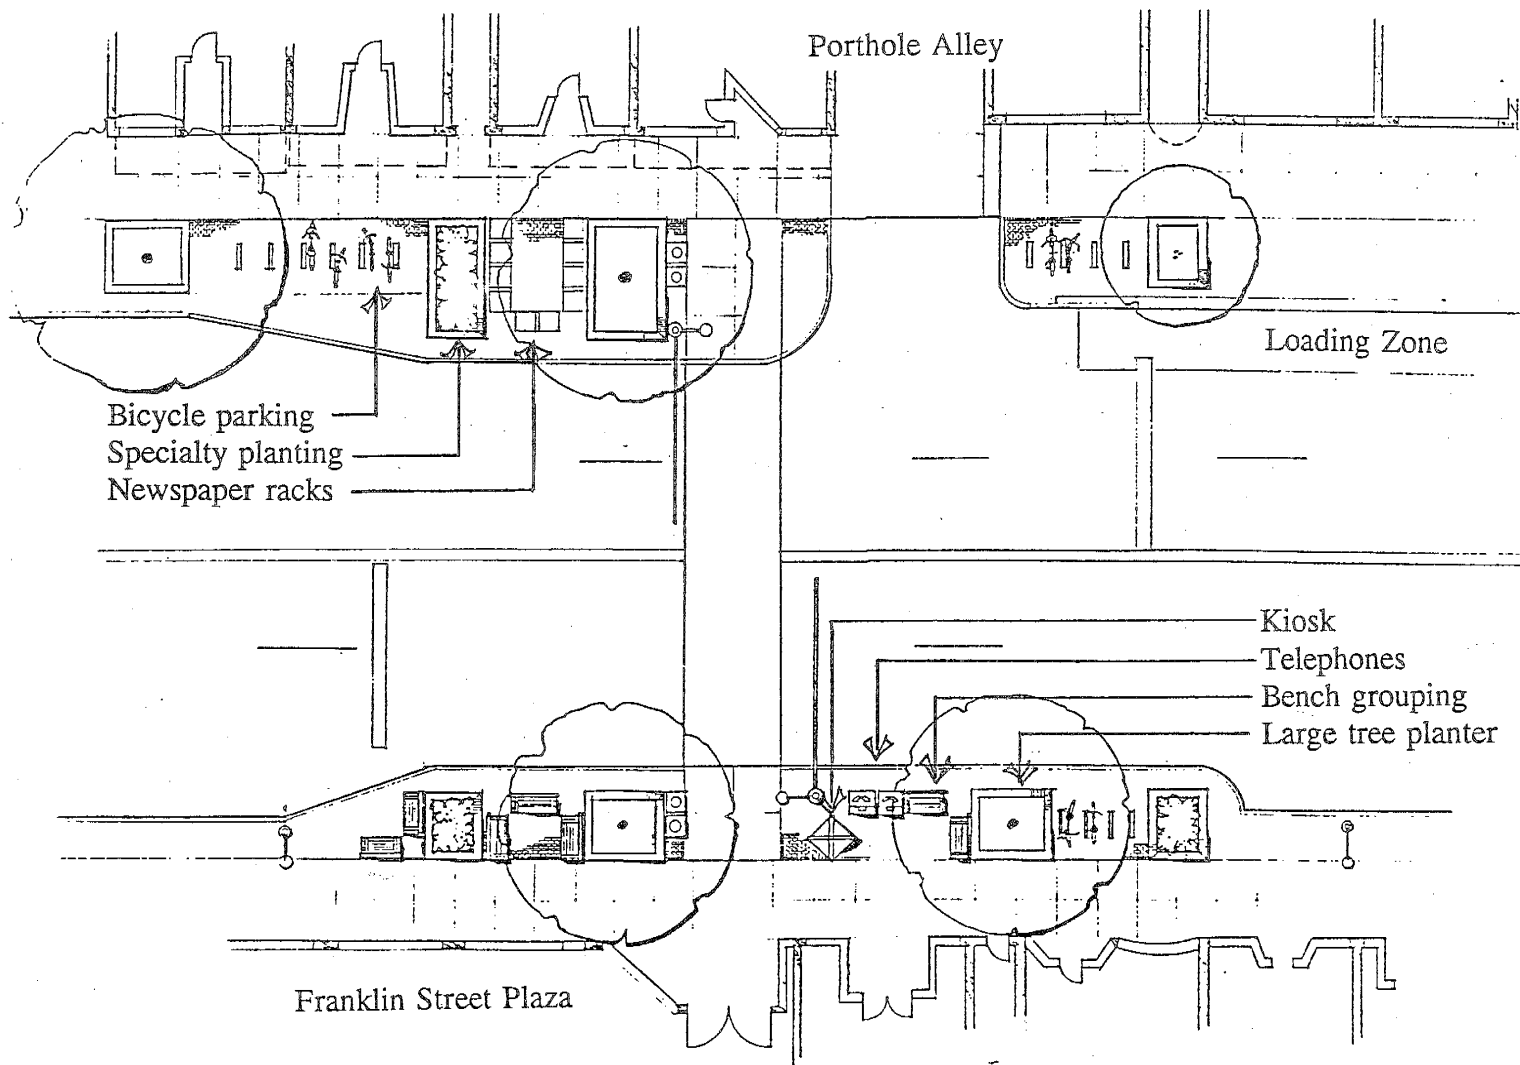 Porthole Alley
Loading Zone
Bicycle parking
Specialty planting
Newspaper racks
Kiosk
Telephones
Bench grouping
Large tree planter
Franklin Street Plaza